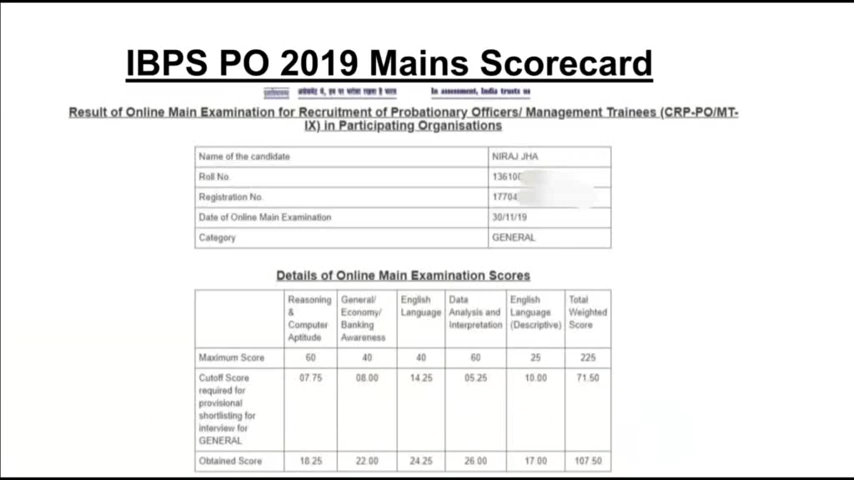 IBPS PO 2019 Mains Scorecard
In assessment, India trusts us
Result of Online Main Examination for Recruitment of Probationary Officers/ Management Trainees (CRP-PO/MT-
IX) in Participating Organisations
Name of the candidate NIRAJ JHA
Roll No. 13610
Registration No. 17704
Date of Online Main Examination 30/11/19
Category GENERAL
Details of Online Main Examination Scores
Reasoning & Computer Aptitude General/ Economy/ Banking Awareness English Language Data Analysis and Interpretation English Language (Descriptive) Total Weighted Score
Maximum Score 60 40 40 60 25 225
Cutoff Score required for provisional shortlisting for interview for GENERAL 07.75 08.00 14.25 05.25 10.00 71.50
Obtained Score 18.25 22.00 24.25 26.00 17.00 107.50